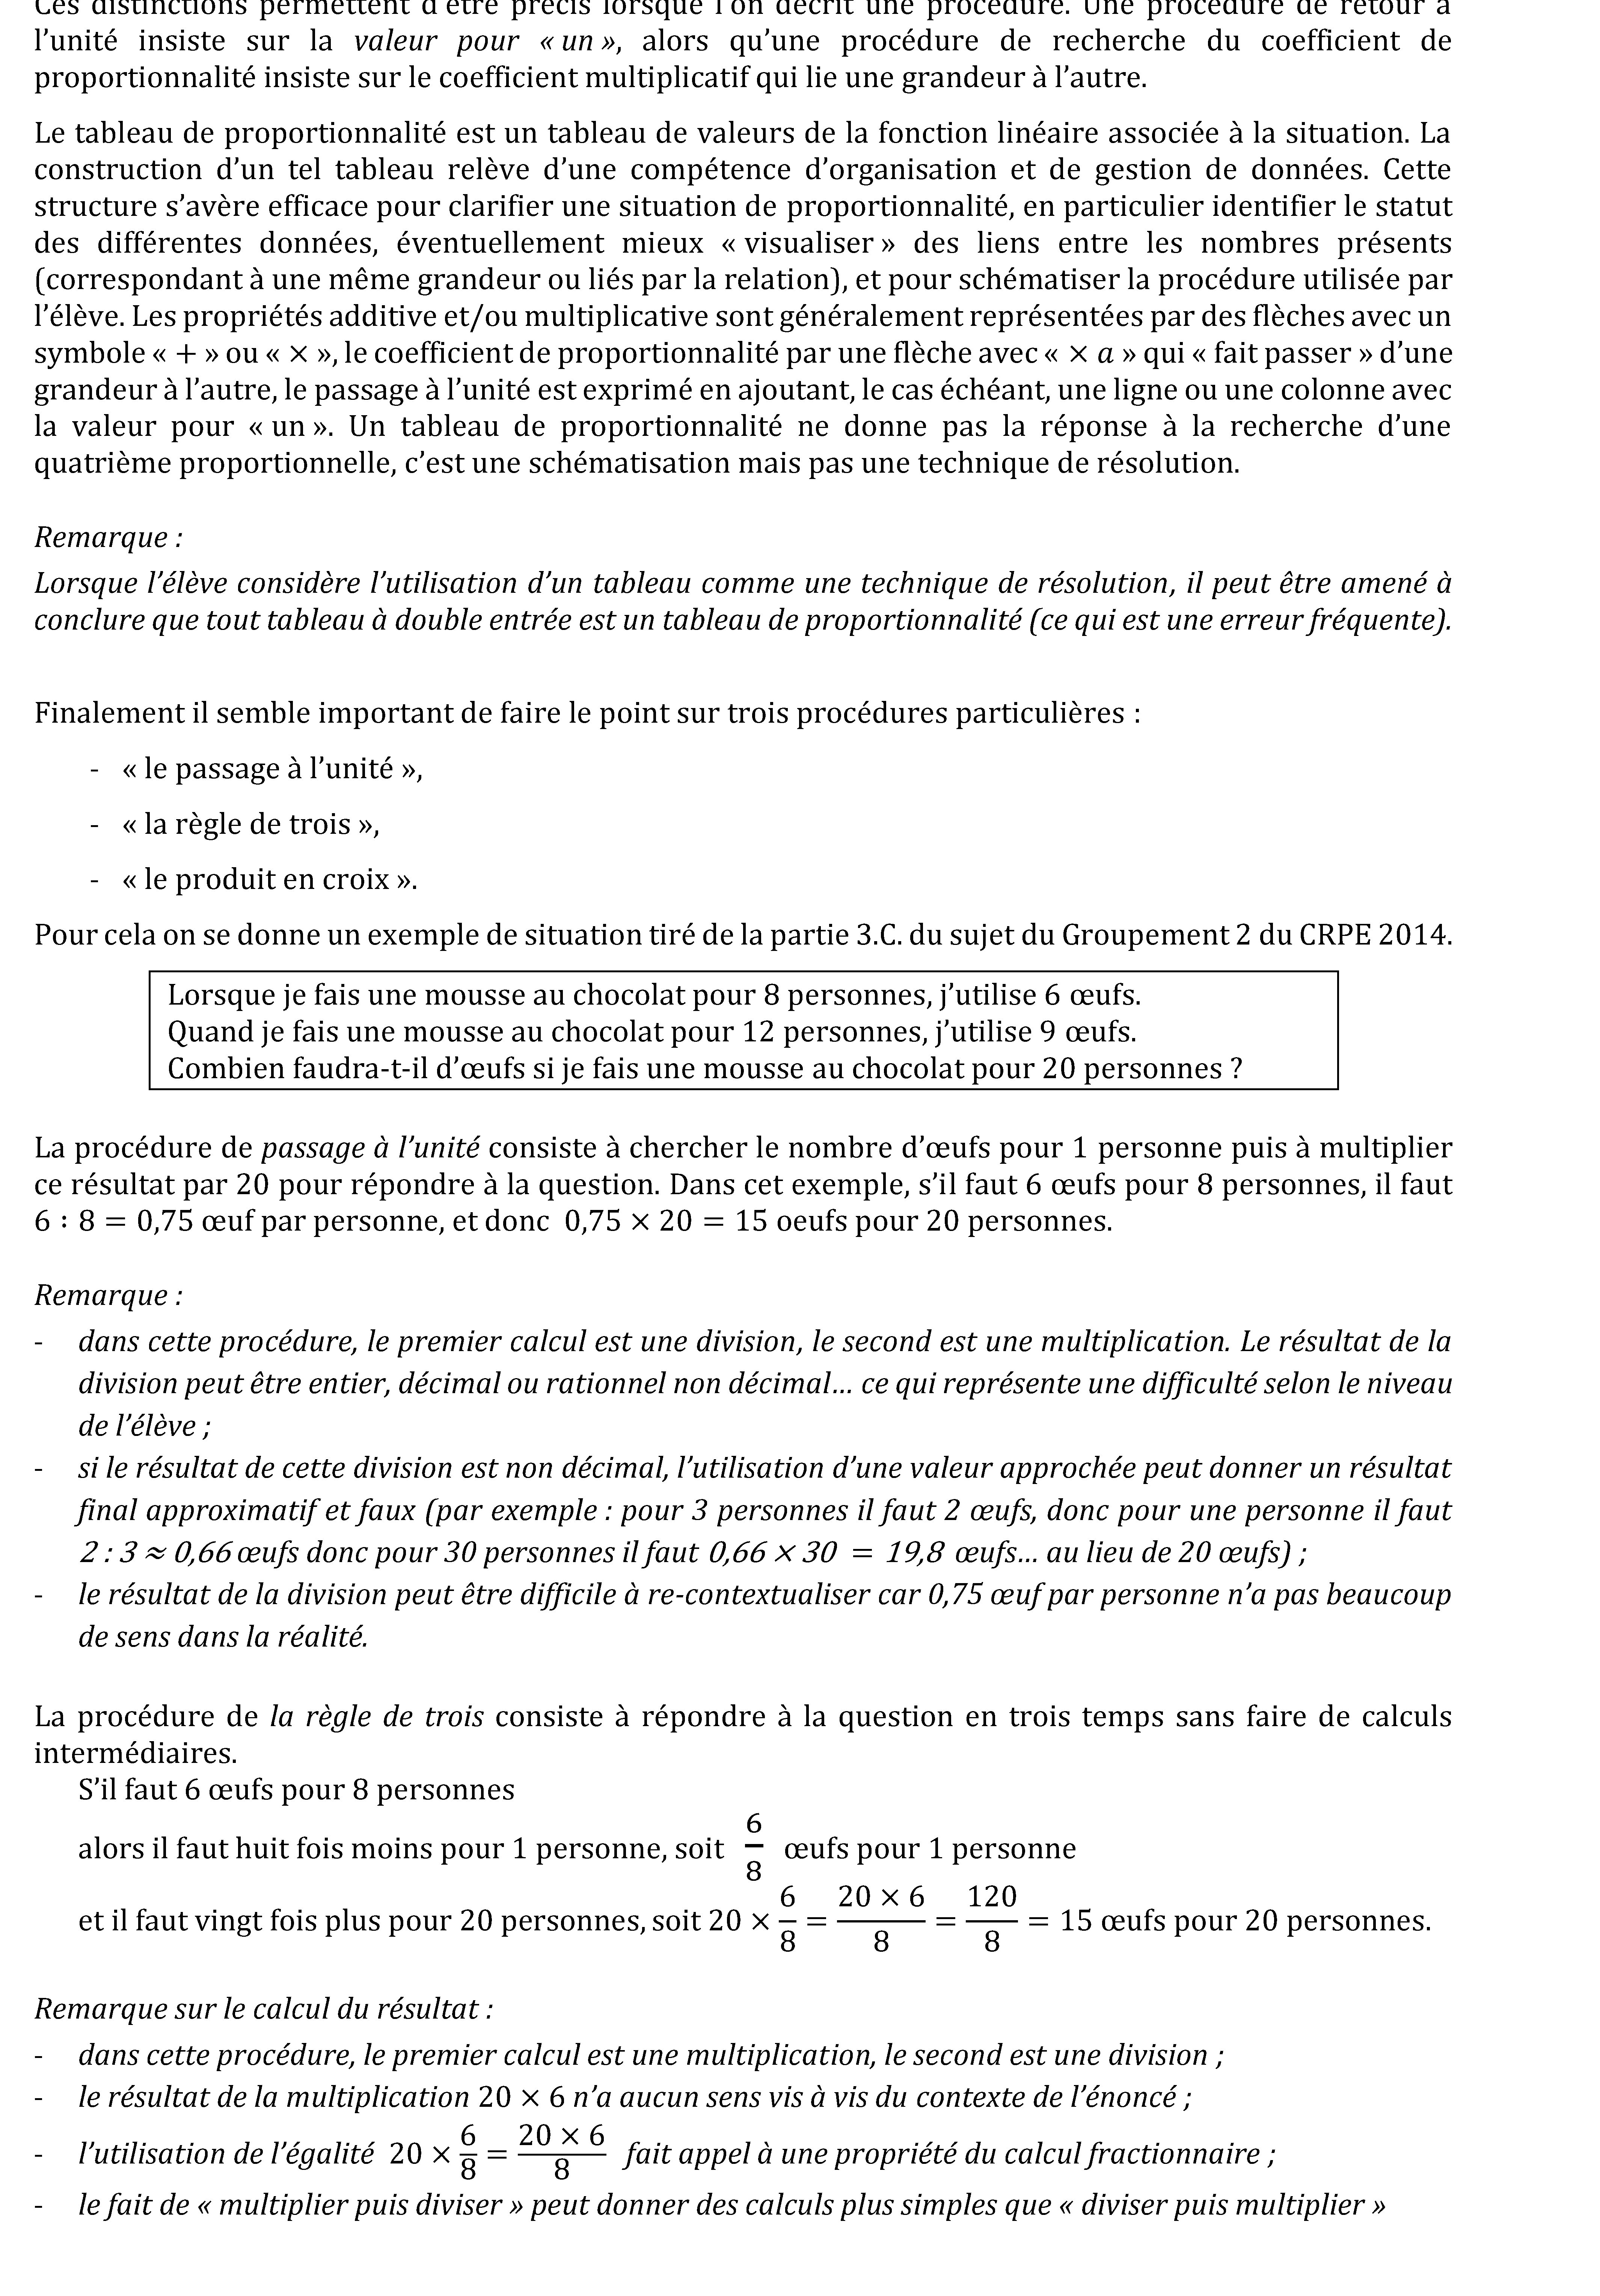 Ces distinctions permettent d'être précis lorsque l'on décrit une procédure. Une procédure de retour à
l'unité insiste sur la valeur pour « un », alors qu'une procédure de recherche du coefficient de
proportionnalité insiste sur le coefficient multiplicatif qui lie une grandeur à l'autre.
Le tableau de proportionnalité est un tableau de valeurs de la fonction linéaire associée à la situation. La
construction d'un tel tableau relève d'une compétence d'organisation et de gestion de données. Cette
structure s'avère efficace pour clarifier une situation de proportionnalité, en particulier identifier le statut
des différentes données, éventuellement mieux « visualiser » des liens entre les nombres présents
(correspondant à une même grandeur ou liés par la relation), et pour schématiser la procédure utilisée par
l'élève. Les propriétés additive et/ou multiplicative sont généralement représentées par des flèches avec un
symbole « + » ou « × », le coefficient de proportionnalité par une flèche avec « × a » qui « fait passer » d'une
grandeur à l'autre, le passage à l'unité est exprimé en ajoutant, le cas échéant, une ligne ou une colonne avec
la valeur pour « un ». Un tableau de proportionnalité ne donne pas la réponse à la recherche d'une
quatrième proportionnelle, c'est une schématisation mais pas une technique de résolution.
Remarque :
Lorsque l'élève considère l'utilisation d'un tableau comme une technique de résolution, il peut être amené à
conclure que tout tableau à double entrée est un tableau de proportionnalité (ce qui est une erreur fréquente).
Finalement il semble important de faire le point sur trois procédures particulières :
- « le passage à l'unité »,
- « la règle de trois »,
- « le produit en croix ».
Pour cela on se donne un exemple de situation tiré de la partie 3.C. du sujet du Groupement 2 du CRPE 2014.
Lorsque je fais une mousse au chocolat pour 8 personnes, j'utilise 6 œufs.
Quand je fais une mousse au chocolat pour 12 personnes, j'utilise 9 œufs.
Combien faudra-t-il d'œufs si je fais une mousse au chocolat pour 20 personnes ?
La procédure de passage à l'unité consiste à chercher le nombre d'œufs pour 1 personne puis à multiplier
ce résultat par 20 pour répondre à la question. Dans cet exemple, s'il faut 6 œufs pour 8 personnes, il faut
6 : 8 = 0,75 œuf par personne, et donc 0,75 × 20 = 15 oeufs pour 20 personnes.
Remarque :
- dans cette procédure, le premier calcul est une division, le second est une multiplication. Le résultat de la
division peut être entier, décimal ou rationnel non décimal… ce qui représente une difficulté selon le niveau
de l'élève ;
- si le résultat de cette division est non décimal, l'utilisation d'une valeur approchée peut donner un résultat
final approximatif et faux (par exemple : pour 3 personnes il faut 2 œufs, donc pour une personne il faut
2 : 3 ≈ 0,66 œufs donc pour 30 personnes il faut 0,66 × 30 = 19,8 œufs… au lieu de 20 œufs) ;
- le résultat de la division peut être difficile à re-contextualiser car 0,75 œuf par personne n'a pas beaucoup
de sens dans la réalité.
La procédure de la règle de trois consiste à répondre à la question en trois temps sans faire de calculs
intermédiaires.
S'il faut 6 œufs pour 8 personnes
alors il faut huit fois moins pour 1 personne, soit 6/8 œufs pour 1 personne
et il faut vingt fois plus pour 20 personnes, soit 20 × 6/8 = 20 × 6/8 = 120/8 = 15 œufs pour 20 personnes.
Remarque sur le calcul du résultat :
- dans cette procédure, le premier calcul est une multiplication, le second est une division ;
- le résultat de la multiplication 20 × 6 n'a aucun sens vis à vis du contexte de l'énoncé ;
- l'utilisation de l'égalité 20 × 6/8 = 20 × 6/8 fait appel à une propriété du calcul fractionnaire ;
- le fait de « multiplier puis diviser » peut donner des calculs plus simples que « diviser puis multiplier »